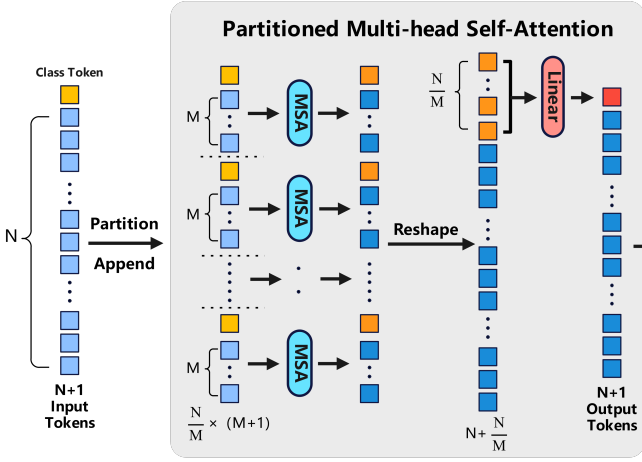 Partitioned Multi-head Self-Attention
Class Token
N
N+1
Input
Tokens
Partition
Append
M
MSA
M
MSA
M
MSA
N
M
× (M+1)
Reshape
N
M
N+ N
M
Linear
N+1
Output
Tokens